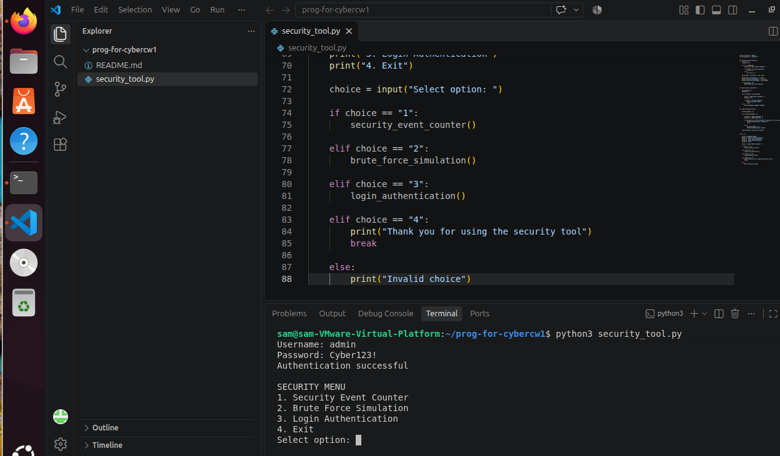 File Edit Selection View Go Run ···
prog-for-cybercw1
Explorer ···
prog-for-cybercw1
README.md
security_tool.py
Outline
Timeline
security_tool.py
security_tool.py
69 print("3. Login Authentication")
70 print("4. Exit")
71
72 choice = input("Select option: ")
73
74 if choice == "1":
75 security_event_counter()
76
77 elif choice == "2":
78 brute_force_simulation()
79
80 elif choice == "3":
81 login_authentication()
82
83 elif choice == "4":
84 print("Thank you for using the security tool")
85 break
86
87 else:
88 print("Invalid choice")
Problems Output Debug Console Terminal Ports
python3
sam@sam-VMware-Virtual-Platform:~/prog-for-cybercw1$ python3 security_tool.py
Username: admin
Password: Cyber123!
Authentication successful
SECURITY MENU
1. Security Event Counter
2. Brute Force Simulation
3. Login Authentication
4. Exit
Select option: